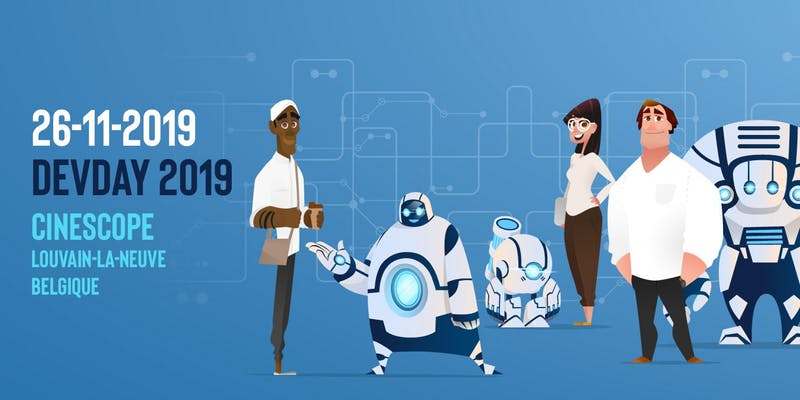 26-11-2019
DEVDAY 2019
CINESCOPE
LOUVAIN-LA-NEUVE
BELGIQUE